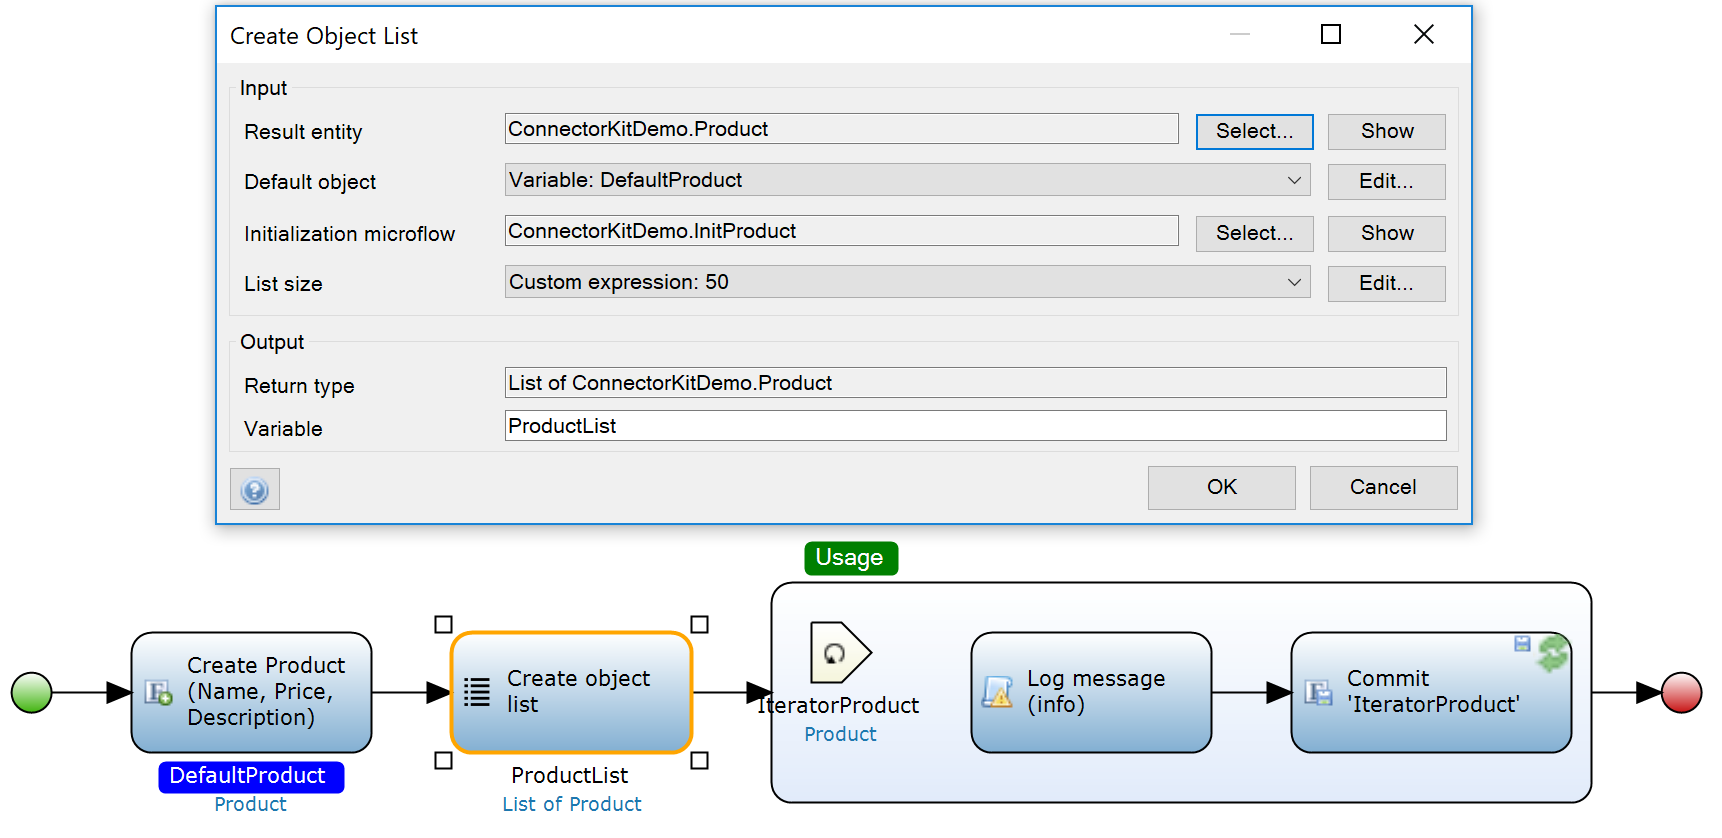 Create Object List
Input
Result entity
ConnectorKitDemo.Product
Select...
Show
Default object
Variable: DefaultProduct
Edit...
Initialization microflow
ConnectorKitDemo.InitProduct
Select...
Show
List size
Custom expression: 50
Edit...
Output
Return type
List of ConnectorKitDemo.Product
Variable
ProductList
?
OK
Cancel
Usage
Create Product
(Name, Price,
Description)
DefaultProduct
Product
Create object
list
ProductList
List of Product
IteratorProduct
Product
Log message
(info)
Commit
'IteratorProduct'